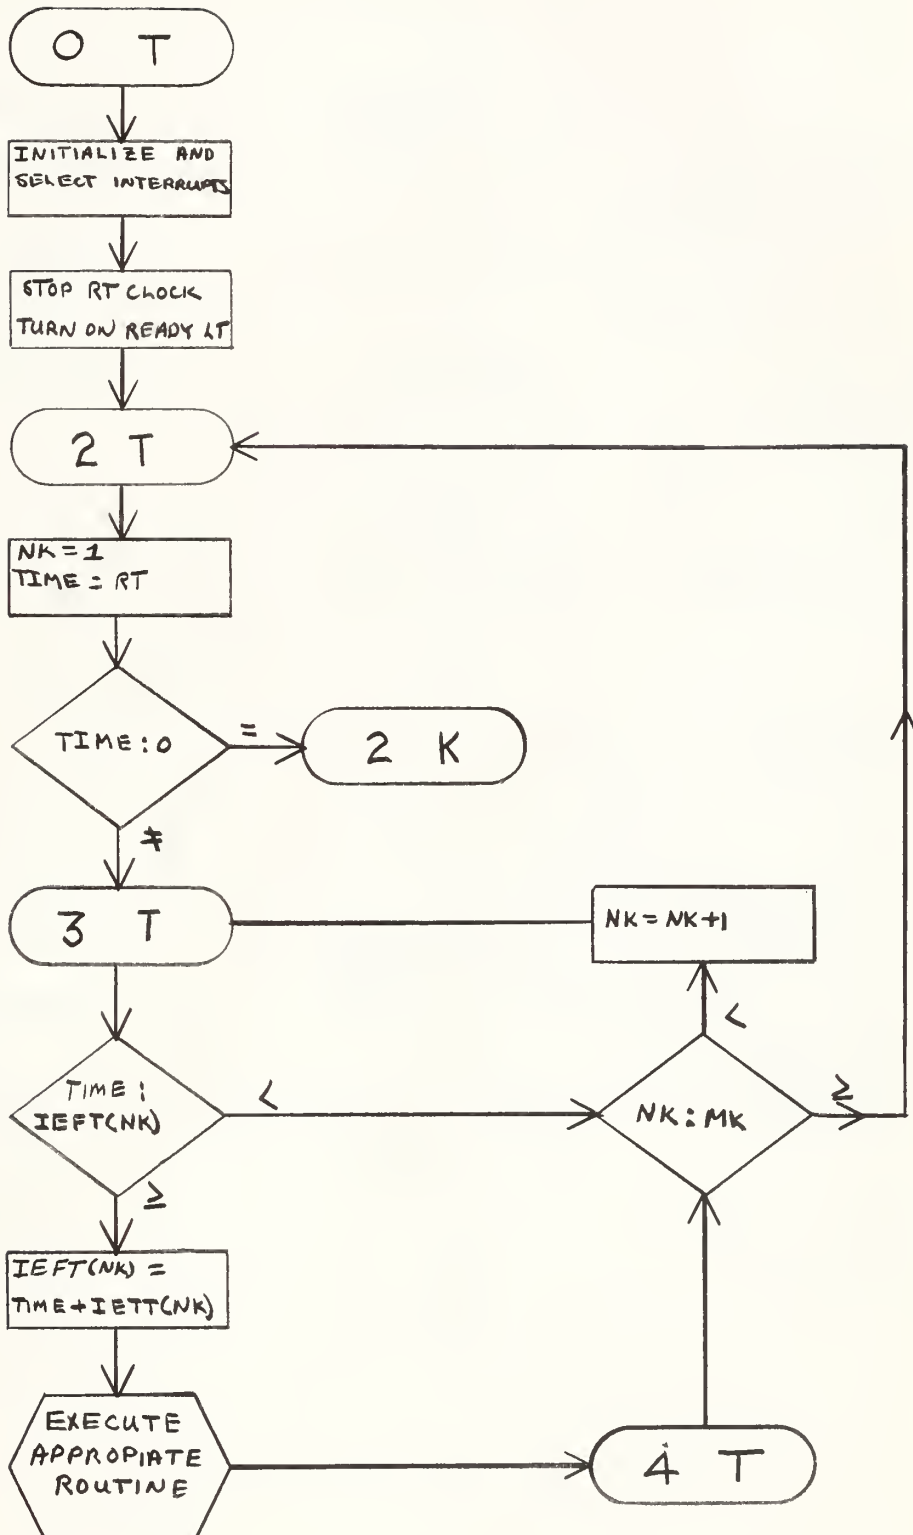 0 T
INITIALIZE AND
SELECT INTERRUPTS
STOP RT CLOCK
TURN ON READY LT
2 T
NK = 1
TIME = RT
TIME : 0
=
2 K
≠
3 T
NK = NK+1
<
TIME :
IEFT(NK)
<
NK : MK
≥
≥
IEFT(NK) =
TIME + IETT(NK)
EXECUTE
APPROPIATE
ROUTINE
4 T